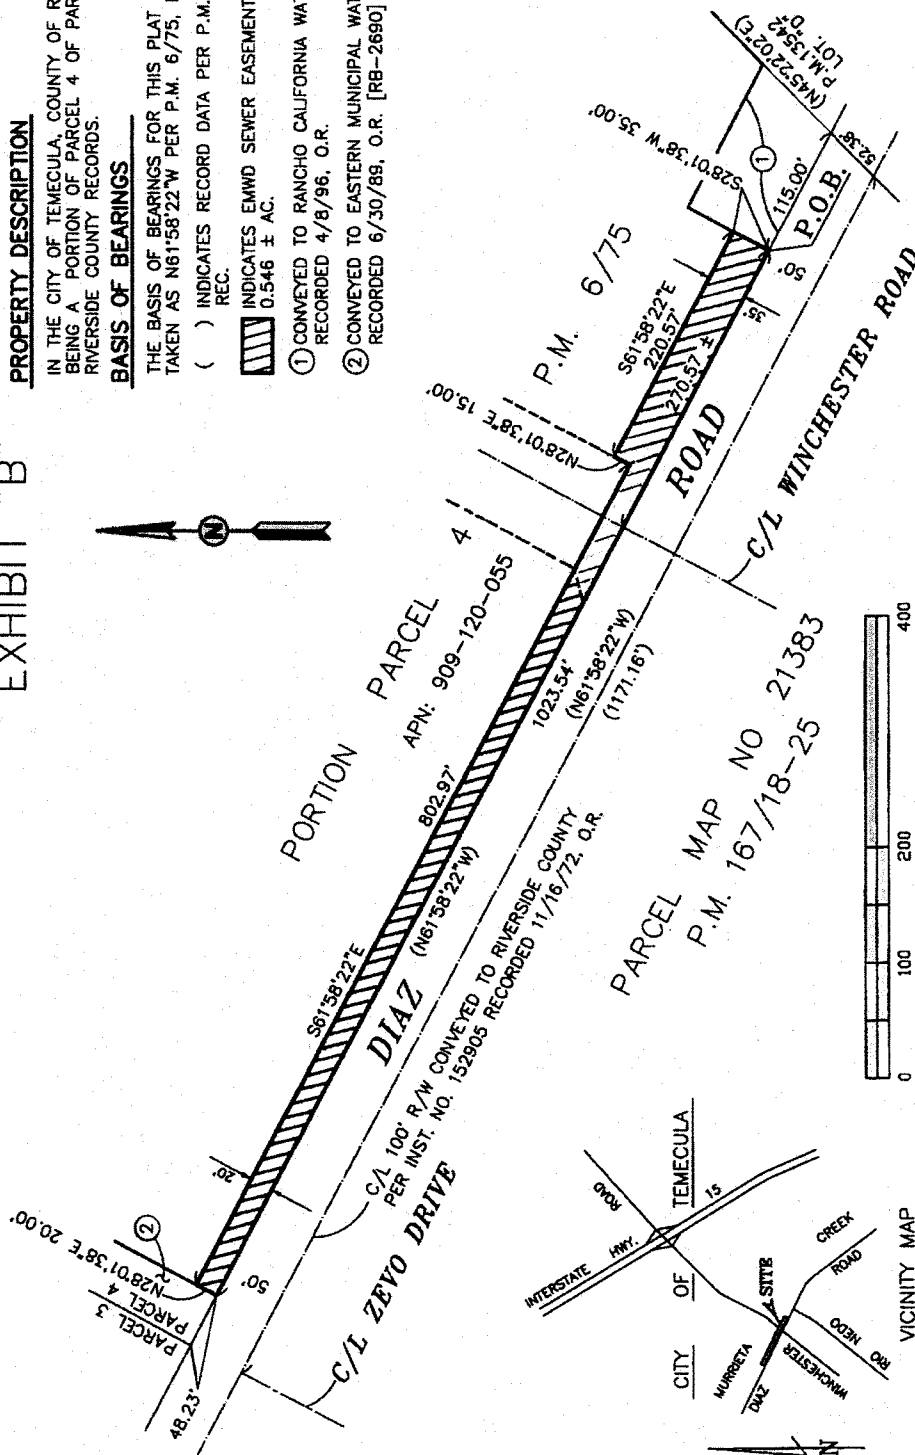 EXHIBIT "B"
PROPERTY DESCRIPTION
IN THE CITY OF TEMECULA, COUNTY OF R
BEING A PORTION OF PARCEL 4 OF PAR
RIVERSIDE COUNTY RECORDS.
BASIS OF BEARINGS
THE BASIS OF BEARINGS FOR THIS PLAT
TAKEN AS N61°58'22"W PER P.M. 6/75,
( ) INDICATES RECORD DATA PER P.M.
REC.
INDICATES EMWD SEWER EASEMENT
0.546 ± AC.
① CONVEYED TO RANCHO CALIFORNIA WAT
RECORDED 4/8/96, O.R.
② CONVEYED TO EASTERN MUNICIPAL WAT
RECORDED 6/30/89, O.R. [RB-2690]
N
(N45°22'02"E)
P.M.13542
LOT. "D"
S28°01'38"W 35.00'
①
52.38'
115.00'
P.O.B.
50'
35'
P.M. 6/75
S61°58'22"E
220.57'
270.57' ±
N28°01'38"E 15.00'
ROAD
C/L WINCHESTER ROAD
PORTION PARCEL 4
APN: 909-120-055
802.97'
1023.54'
(N61°58'22"W)
(1171.16')
S61°58'22"E
(N61°58'22"W)
DIAZ
C/L 100' R/W CONVEYED TO RIVERSIDE COUNTY
PER INST. NO. 152905 RECORDED 11/16/72, O.R.
PARCEL MAP NO 21383
P.M. 167/18-25
20'
N28°01'38"E 20.00'
②
PARCEL 3
PARCEL 4
50'
48.23'
C/L ZEVO DRIVE
0 100 200 400
INTERSTATE HWY. 15
ROAD
CITY OF TEMECULA
SITE
MURRIETA CREEK
DIAZ ROAD
WINCHESTER
RIO NEDO
N
VICINITY MAP